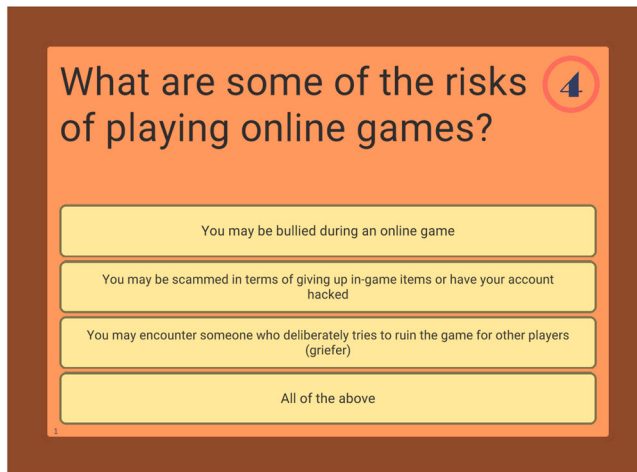 What are some of the risks
4
of playing online games?
You may be bullied during an online game
You may be scammed in terms of giving up in-game items or have your account
hacked
You may encounter someone who deliberately tries to ruin the game for other players
(griefer)
All of the above
1